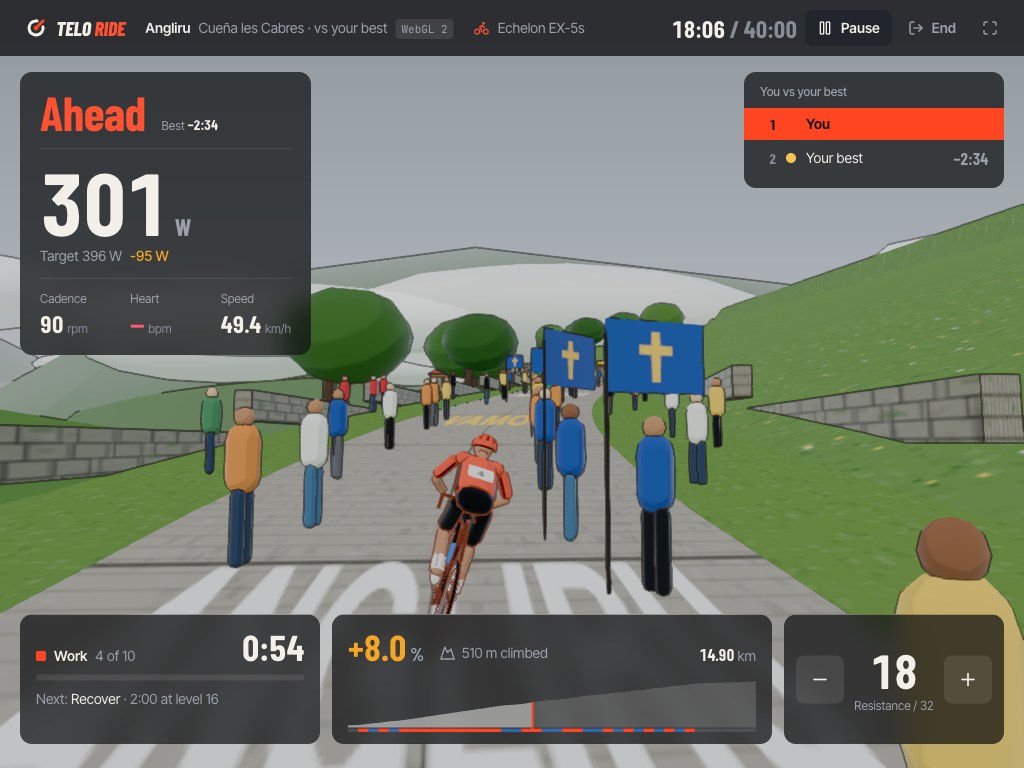 TELO RIDE
Angliru Cueña les Cabres · vs your best WebGL 2 Echelon EX-5s 18:06 / 40:00 Pause End
Ahead Best −2:34
301 W
Target 396 W -95 W
Cadence Heart Speed
90 rpm – bpm 49.4 km/h
You vs your best
1 You
2 Your best −2:34
VAMO
Work 4 of 10 0:54
Next: Recover · 2:00 at level 16
+8.0 % 510 m climbed 14.90 km
− 18 +
Resistance / 32